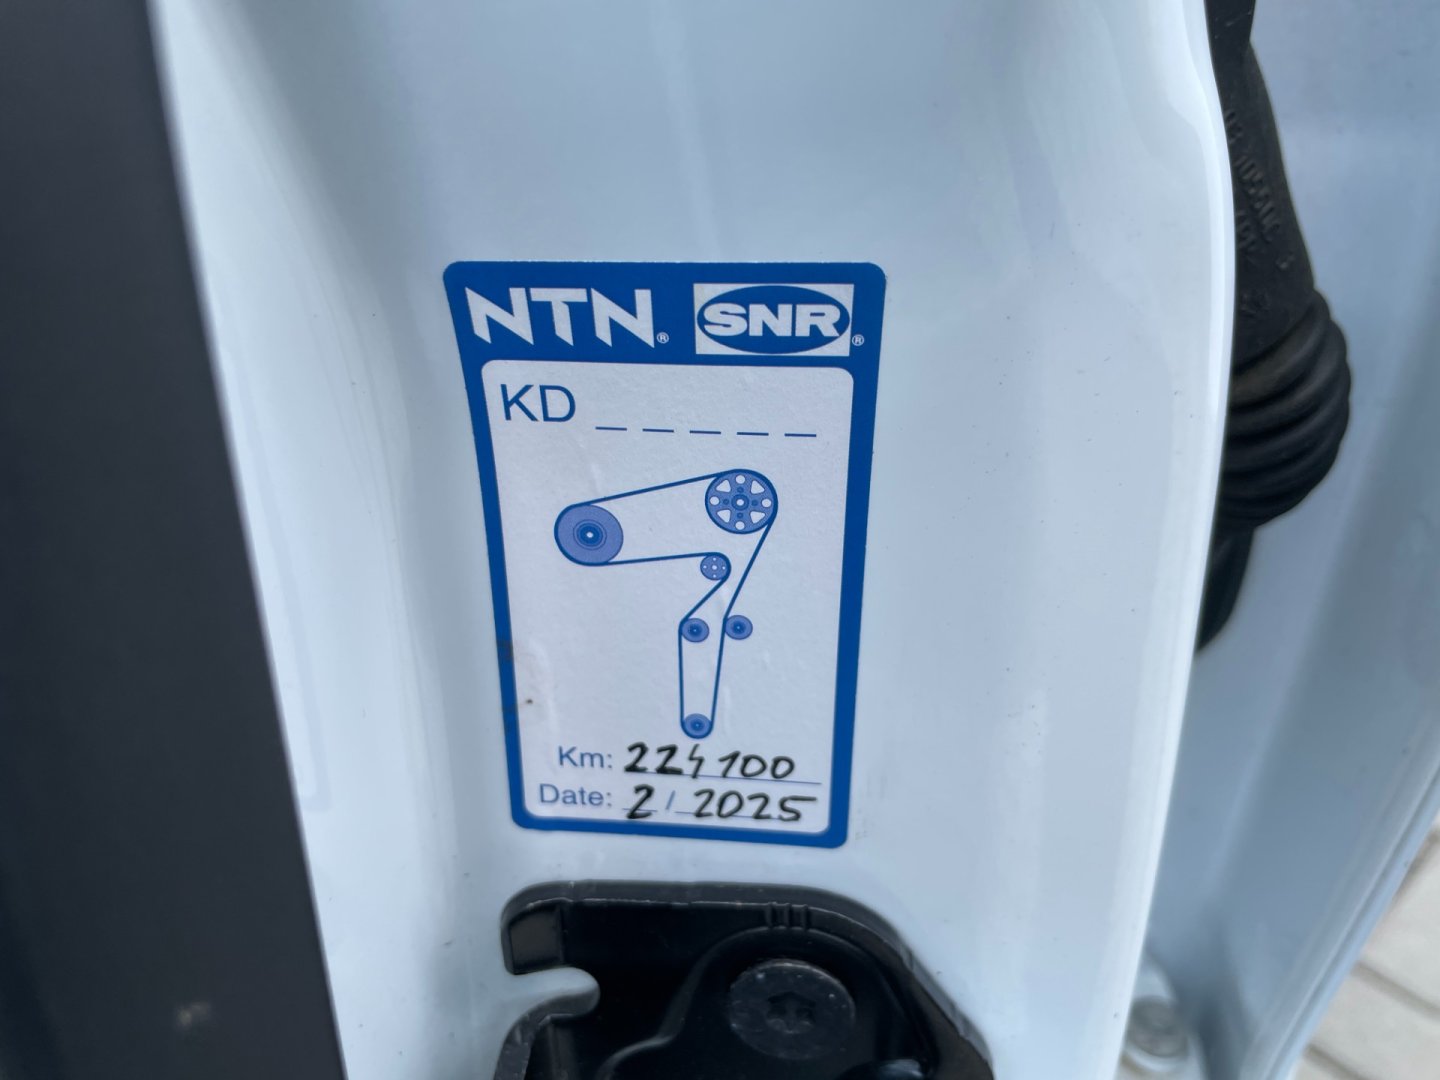 NTN® SNR®
KD _ _ _ _ _
Km: 224100
Date: 2 / 2025